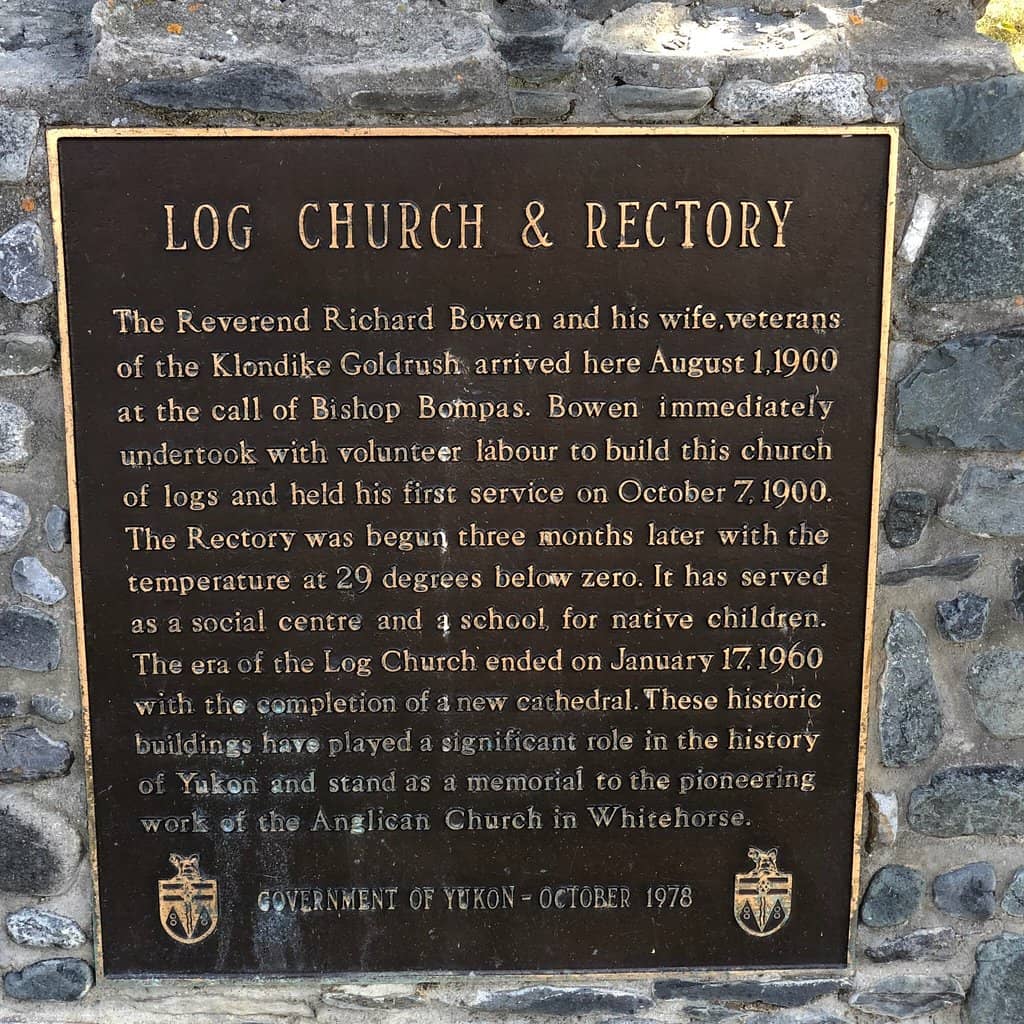 LOG CHURCH & RECTORY
The Reverend Richard Bowen and his wife, veterans
of the Klondike Goldrush arrived here August 1, 1900
at the call of Bishop Bompas. Bowen immediately
undertook with volunteer labour to build this church
of logs and held his first service on October 7, 1900.
The Rectory was begun three months later with the
temperature at 29 degrees below zero. It has served
as a social centre and a school, for native children.
The era of the Log Church ended on January 17, 1960
with the completion of a new cathedral. These historic
buildings have played a significant role in the history
of Yukon and stand as a memorial to the pioneering
work of the Anglican Church in Whitehorse.
GOVERNMENT OF YUKON - OCTOBER 1978